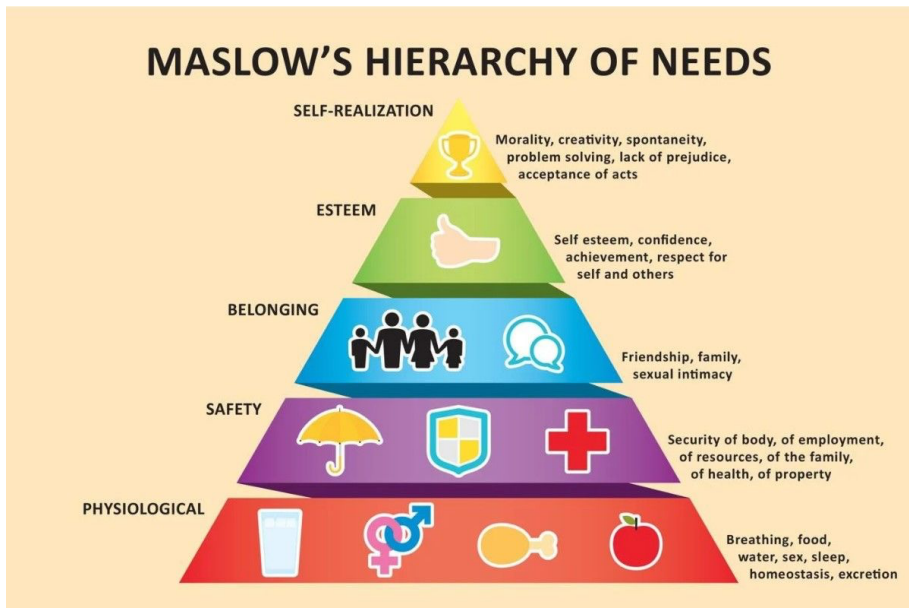 MASLOW'S HIERARCHY OF NEEDS
SELF-REALIZATION
Morality, creativity, spontaneity,
problem solving, lack of prejudice,
acceptance of acts
ESTEEM
Self esteem, confidence,
achievement, respect for
self and others
BELONGING
Friendship, family,
sexual intimacy
SAFETY
Security of body, of employment,
of resources, of the family,
of health, of property
PHYSIOLOGICAL
Breathing, food,
water, sex, sleep,
homeostasis, excretion